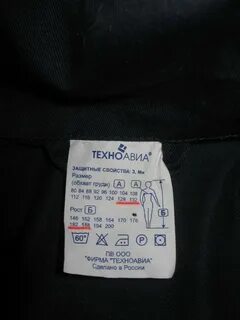 ТЕХНОАВИА®
ЗАЩИТНЫЕ СВОЙСТВА: З, Ми
Размер
(обхват груди) А А
80 84 88 92 96 100 104 108
112 116 120 124 128 132
Рост Б
146 152 158 164 170 176
182 188 194 200
60°
ПВ ООО
"ФИРМА "ТЕХНОАВИА"
Сделано в России
Б